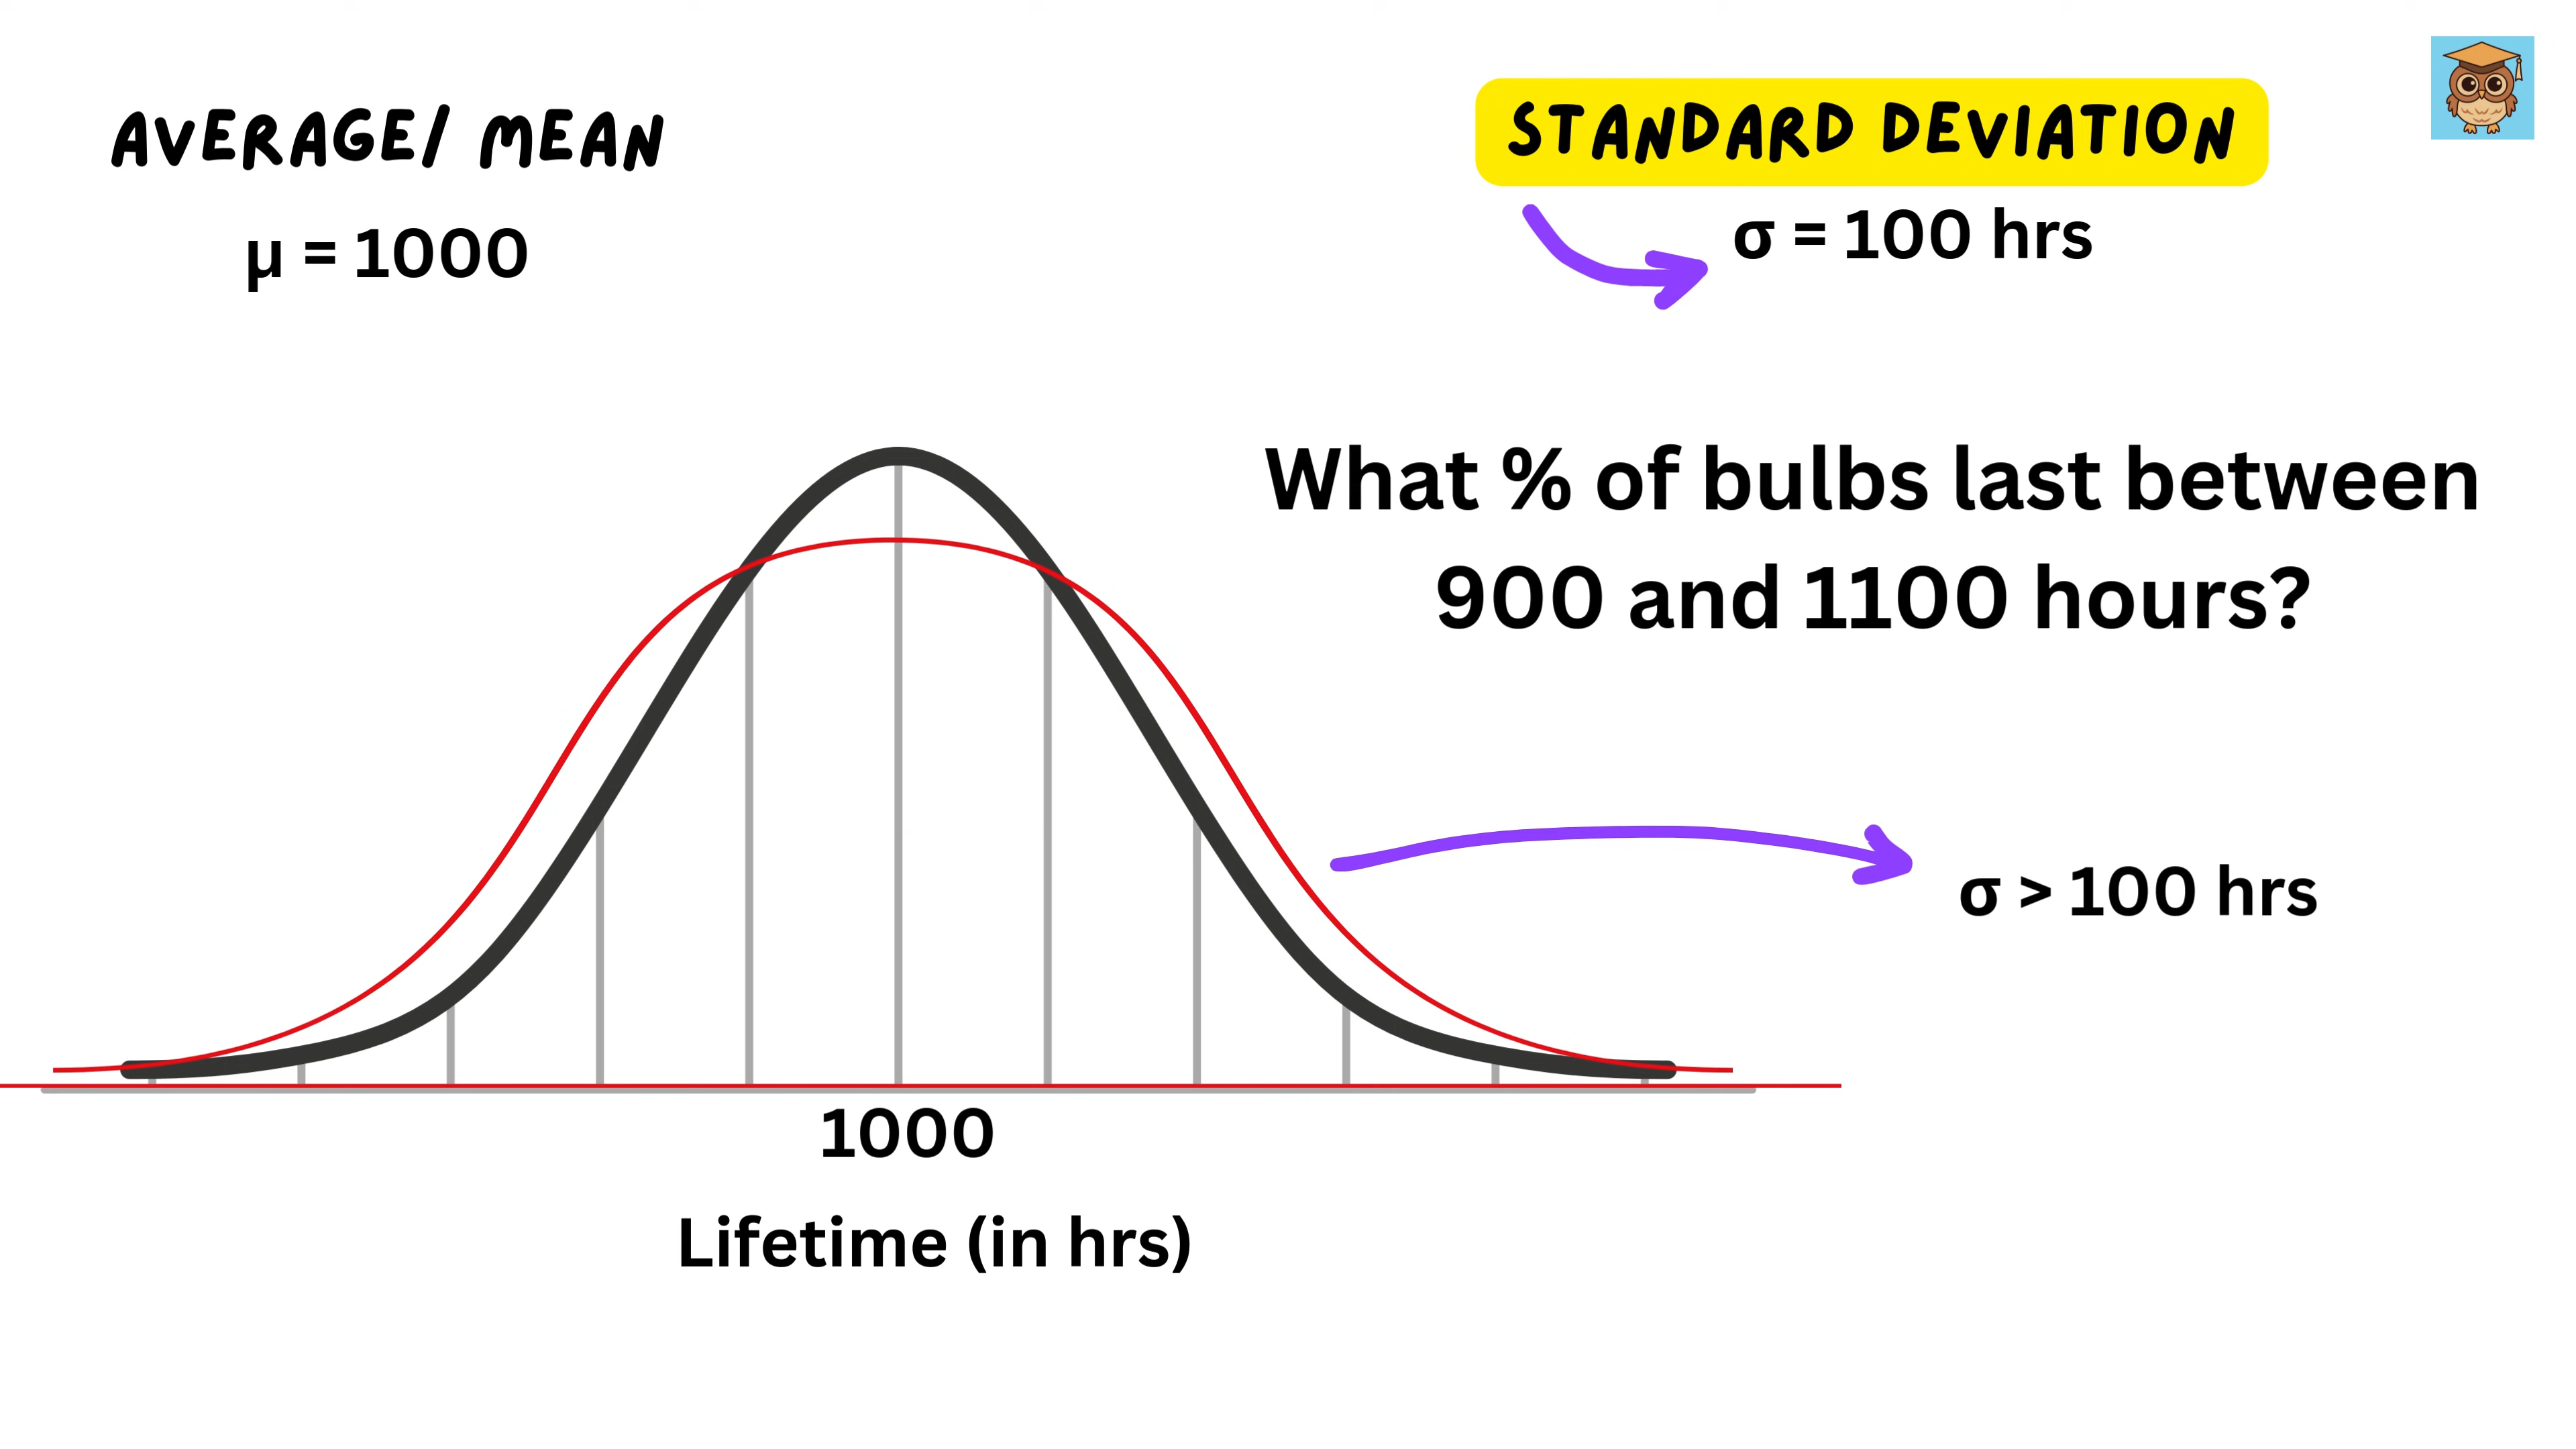 AVERAGE/ MEAN
μ = 1000
STANDARD DEVIATION
σ = 100 hrs
What % of bulbs last between
900 and 1100 hours?
σ > 100 hrs
1000
Lifetime (in hrs)